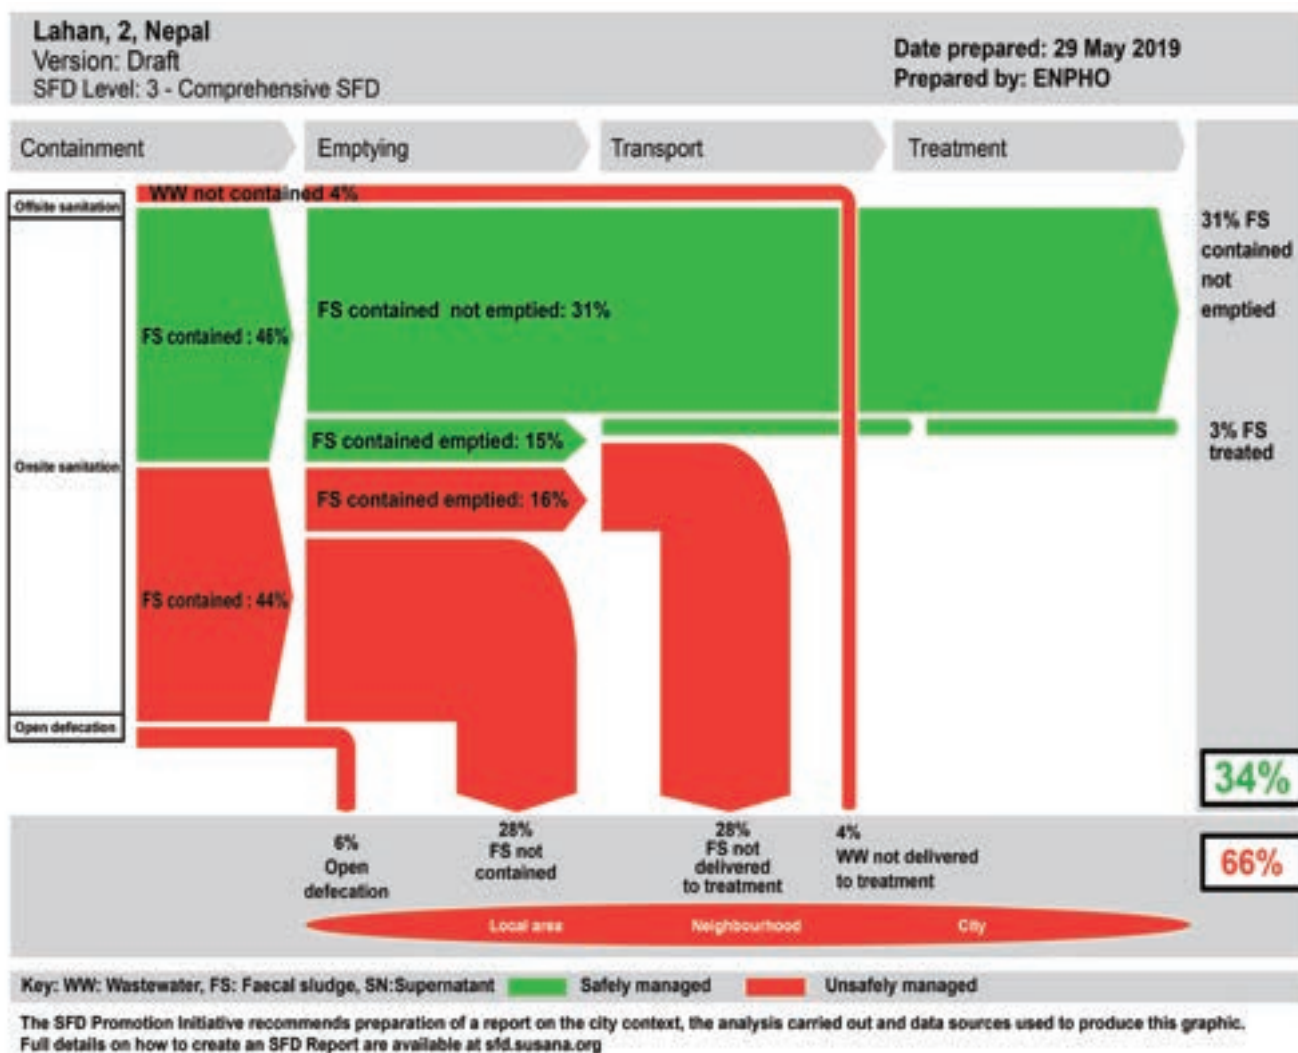 Lahan, 2, Nepal
Version: Draft
SFD Level: 3 - Comprehensive SFD
Date prepared: 29 May 2019
Prepared by: ENPHO
Containment
Emptying
Transport
Treatment
WW not contained 4%
Offsite sanitation
Onsite sanitation
Open defecation
FS contained : 46%
FS contained not emptied: 31%
FS contained emptied: 15%
FS contained emptied: 16%
FS contained : 44%
31% FS
contained
not
emptied
3% FS
treated
34%
66%
6%
Open
defecation
28%
FS not
contained
28%
FS not
delivered
to treatment
4%
WW not delivered
to treatment
Local area
Neighbourhood
City
Key: WW: Wastewater, FS: Faecal sludge, SN:Supernatant
Safely managed
Unsafely managed
The SFD Promotion Initiative recommends preparation of a report on the city context, the analysis carried out and data sources used to produce this graphic.
Full details on how to create an SFD Report are available at sfd.susana.org